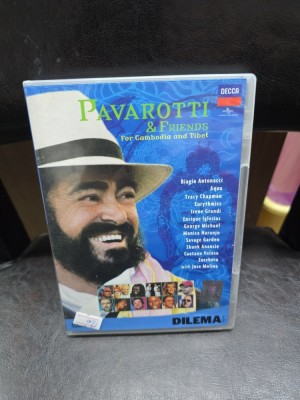 DECCA
PAVAROTTI
& FRIENDS
For Cambodia and Tibet
Biagio Antonacci
Aqua
Tracy Chapman
Eurythmics
Irene Grandi
Enrique Iglesias
George Michael
Monica Naranjo
Savage Garden
Skunk Anansie
Caetano Veloso
Zucchero
with Jose Molina
DILEMA